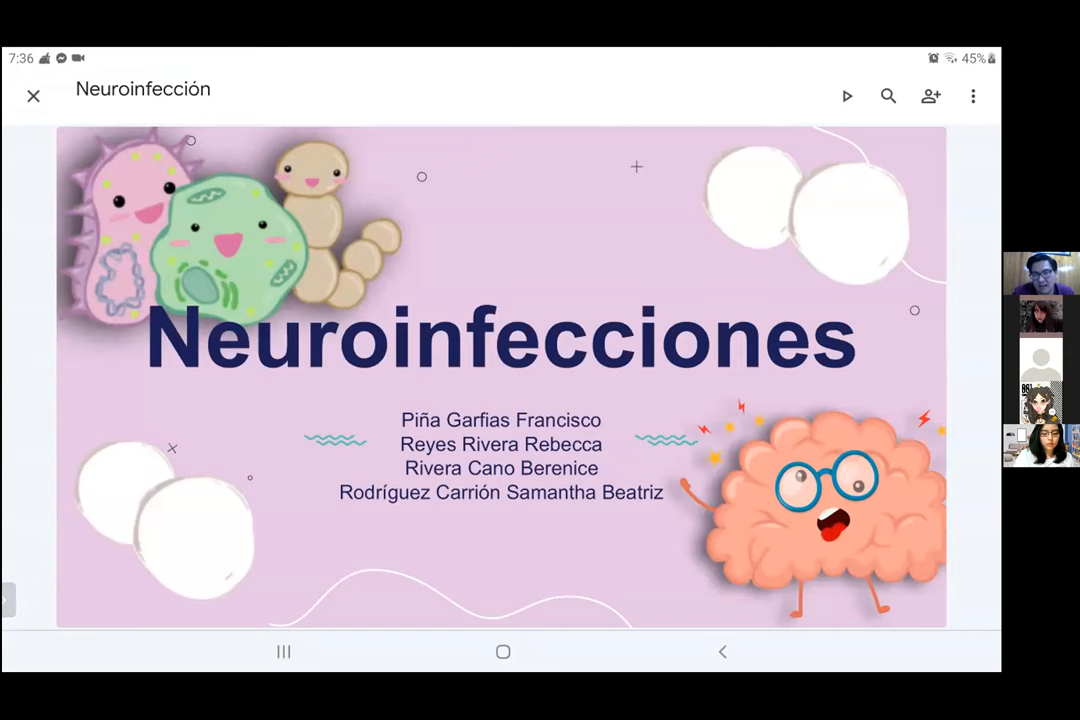 7:36
45%
Neuroinfección
Neuroinfecciones
Piña Garfias Francisco
Reyes Rivera Rebecca
Rivera Cano Berenice
Rodríguez Carrión Samantha Beatriz